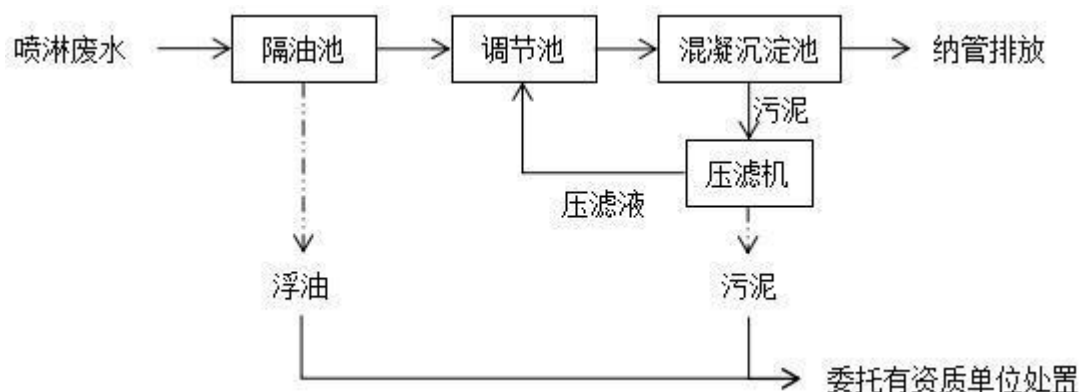 喷淋废水
隔油池
调节池
混凝沉淀池
纳管排放
污泥
压滤机
压滤液
浮油
污泥
委托有资质单位处置